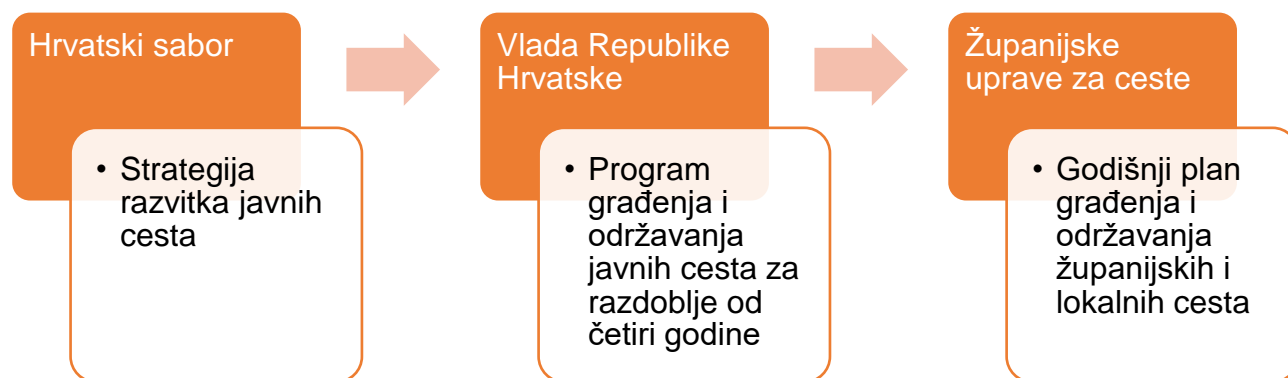 Hrvatski sabor
• Strategija
razvitka javnih
cesta
Vlada Republike
Hrvatske
• Program
građenja i
održavanja
javnih cesta za
razdoblje od
četiri godine
Županijske
uprave za ceste
• Godišnji plan
građenja i
održavanja
županijskih i
lokalnih cesta